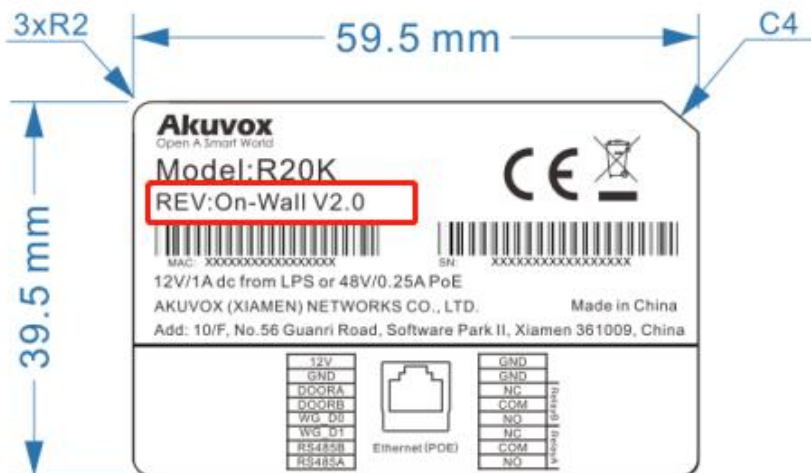 3xR2
59.5 mm
C4
39.5 mm
Akuvox
Open A Smart World
Model:R20K
REV:On-Wall V2.0
MAC: XXXXXXXXXXXXXXXXX
SN: XXXXXXXXXXXXXXXXX
12V/1A dc from LPS or 48V/0.25A PoE
AKUVOX (XIAMEN) NETWORKS CO., LTD. Made in China
Add: 10/F, No.56 Guanri Road, Software Park II, Xiamen 361009, China
12V
GND
DOORA
DOORB
WG_D0
WG_D1
RS485B
RS485A
Ethernet(POE)
GND
GND
NC
COM
NO
NC
COM
NO
RelayB
RelayA